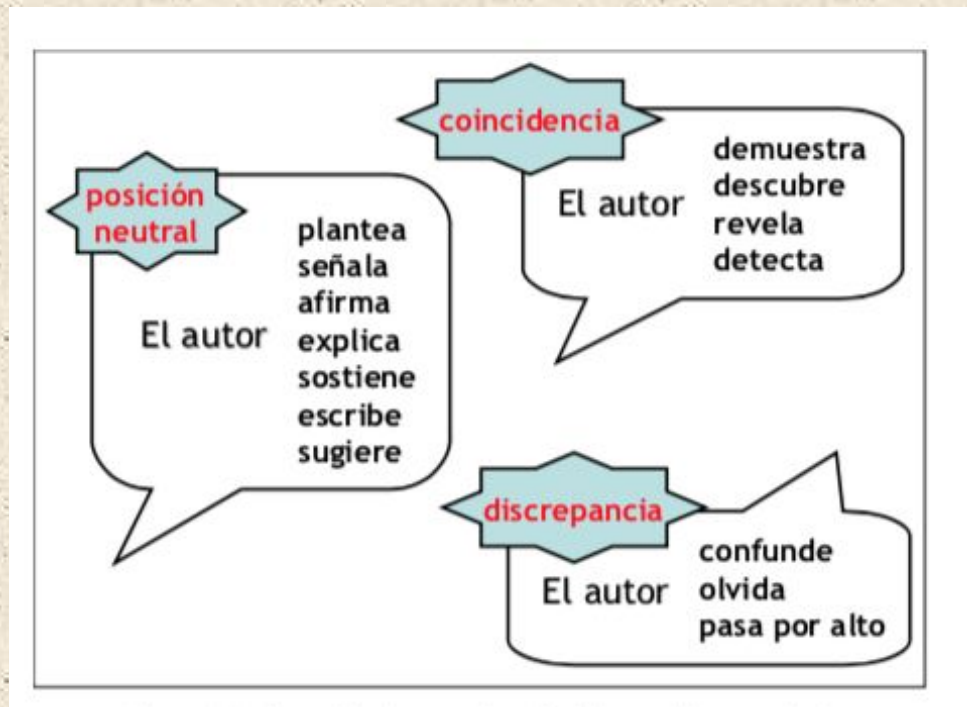 posición
neutral
El autor
plantea
señala
afirma
explica
sostiene
escribe
sugiere
coincidencia
El autor
demuestra
descubre
revela
detecta
discrepancia
El autor
confunde
olvida
pasa por alto